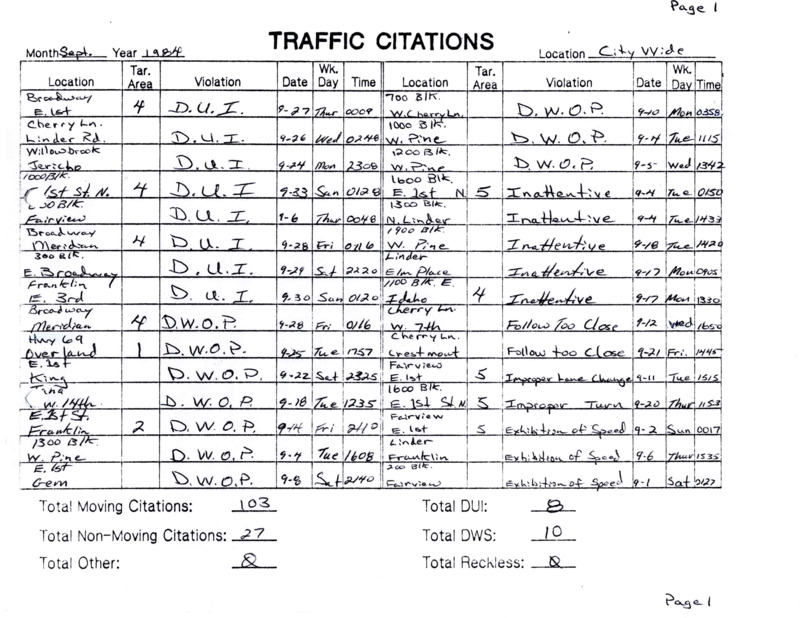 Page 1
TRAFFIC CITATIONS
Month Sept. Year 1984 Location City Wide
Location Tar. Area Violation Date Wk. Day Time Location Tar. Area Violation Date Wk. Day Time
Broadway 700 Blk.
E. 1st 4 D.U.I. 9-27 Thur 0009 W. Cherry Ln. D.W.O.P. 9-10 Mon 0358
Cherry Ln. 1000 Blk.
Linder Rd. D.U.I. 9-26 Wed 0248 W. Pine D.W.O.P. 9-4 Tue 1115
Willowbrook 1200 Blk.
Jericho D.U.I. 9-24 Mon 2308 W. Pine D.W.O.P. 9-5 Wed 1342
1000 Blk. 1600 Blk.
1st St. N. 4 D.U.I 9-33 Sun 0128 E. 1st N 5 Inattentive 9-4 Tue 0150
00 Blk. 1300 Blk.
Fairview D.U.I. 9-6 Thur 0048 N. Linder Inattentive 9-4 Tue 1433
Broadway 1900 Blk.
Meridian 4 D.U.I. 9-28 Fri 0116 W. Pine Inattentive 9-18 Tue 1420
300 Blk. Linder
E. Broadway D.U.I. 9-29 Sat 2220 Elm Place Inattentive 9-17 Mon 0905
Franklin 1100 Blk. E.
E. 3rd D.U.I. 9-30 Sun 0120 Idaho 4 Inattentive 9-17 Mon 1330
Broadway Cherry Ln.
Meridian 4 D.W.O.P. 9-28 Fri 0116 W. 7th Follow Too Close 9-12 Wed 1650
Hwy 69 Cherry Ln.
Overland 1 D.W.O.P. 9-25 Tue 1757 Crestmont Follow too Close 9-21 Fri. 1445
E. 1st Fairview
King D.W.O.P. 9-22 Sat 2325 E. 1st 5 Improper Lane Change 9-11 Tue 1515
Tina 1600 Blk.
W. 14th D.W.O.P. 9-18 Tue 1235 E. 1st St. N 5 Improper Turn 9-20 Thur 1153
E. 1st St. Fairview
Franklin 2 D.W.O.P. 9-14 Fri 2110 E. 1st 5 Exhibition of Speed 9-2 Sun 0017
1300 Blk. Linder
W. Pine D.W.O.P. 9-4 Tue 1608 Franklin Exhibition of Speed 9-6 Thur 1535
E. 1st 200 Blk.
Gem D.W.O.P. 9-8 Sat 2140 Fairview Exhibition of Speed 9-1 Sat 2127
Total Moving Citations: 103 Total DUI: 8
Total Non-Moving Citations: 27 Total DWS: 10
Total Other: 0 Total Reckless: 0
Page 1